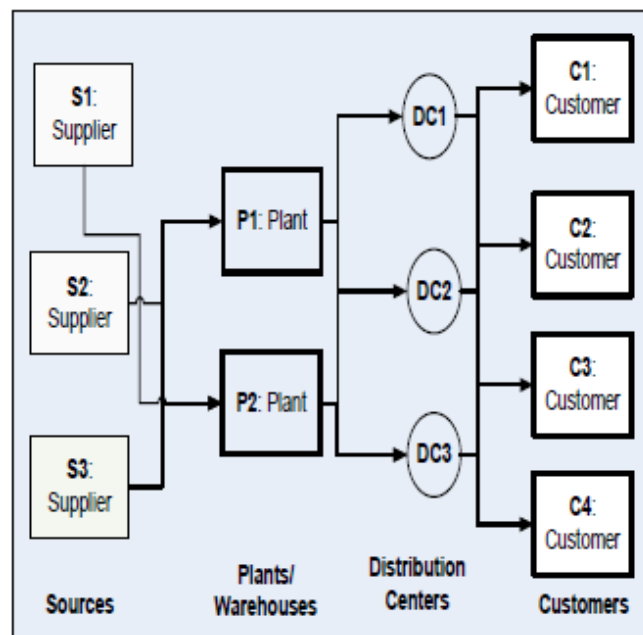 S1:
Supplier
S2:
Supplier
S3:
Supplier
P1: Plant
P2: Plant
DC1
DC2
DC3
C1:
Customer
C2:
Customer
C3:
Customer
C4:
Customer
Sources
Plants/
Warehouses
Distribution
Centers
Customers